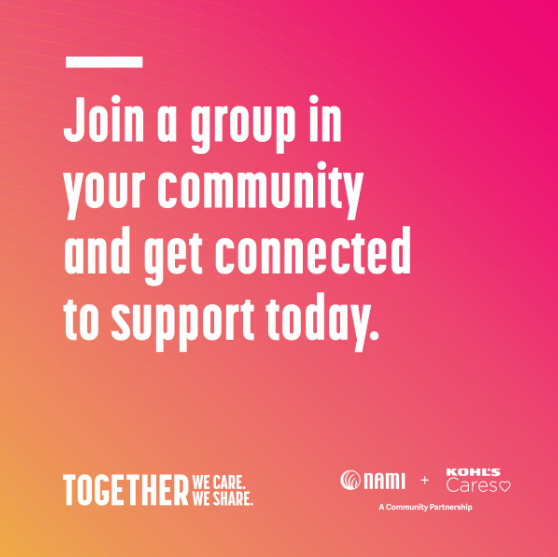 Join a group in
your community
and get connected
to support today.
TOGETHER WE CARE.
WE SHARE.
NAMI + KOHL'S
Cares
A Community Partnership